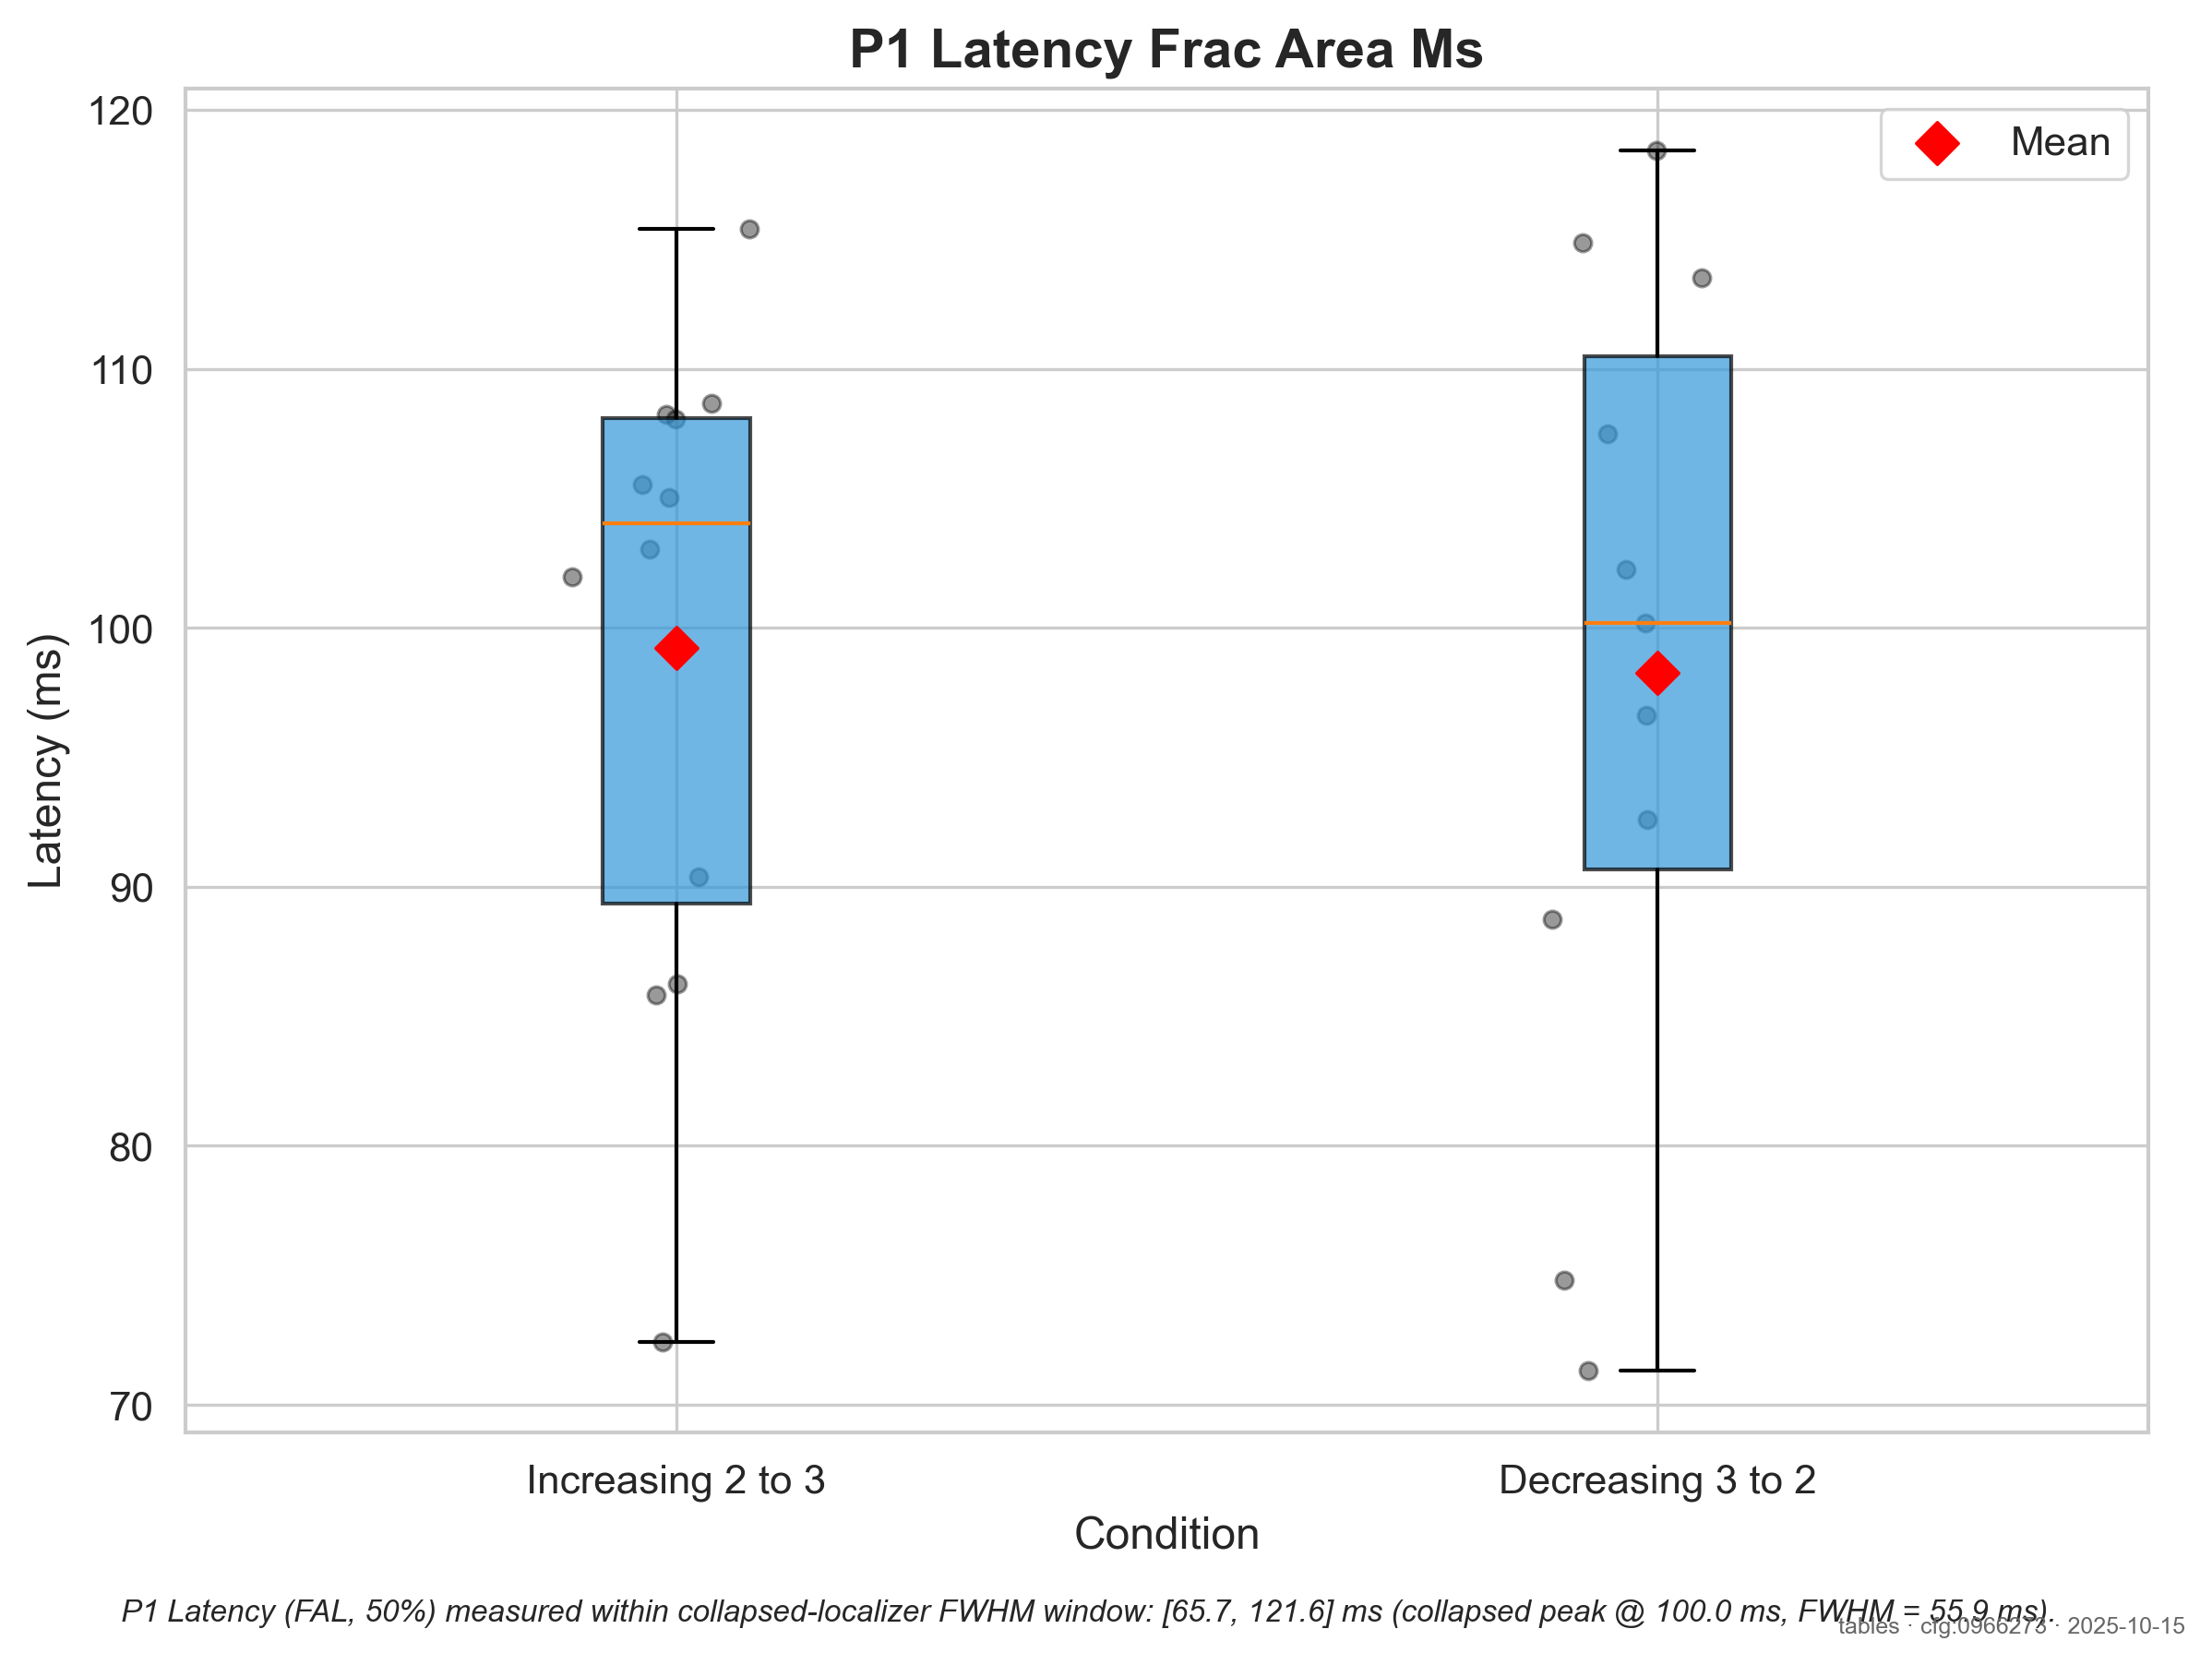 P1 Latency Frac Area Ms
Mean
120
110
100
90
80
70
Latency (ms)
Increasing 2 to 3
Decreasing 3 to 2
Condition
P1 Latency (FAL, 50%) measured within collapsed-localizer FWHM window: [65.7, 121.6] ms (collapsed peak @ 100.0 ms, FWHM = 55.9 ms).
tables · cfg:0966273 · 2025-10-15